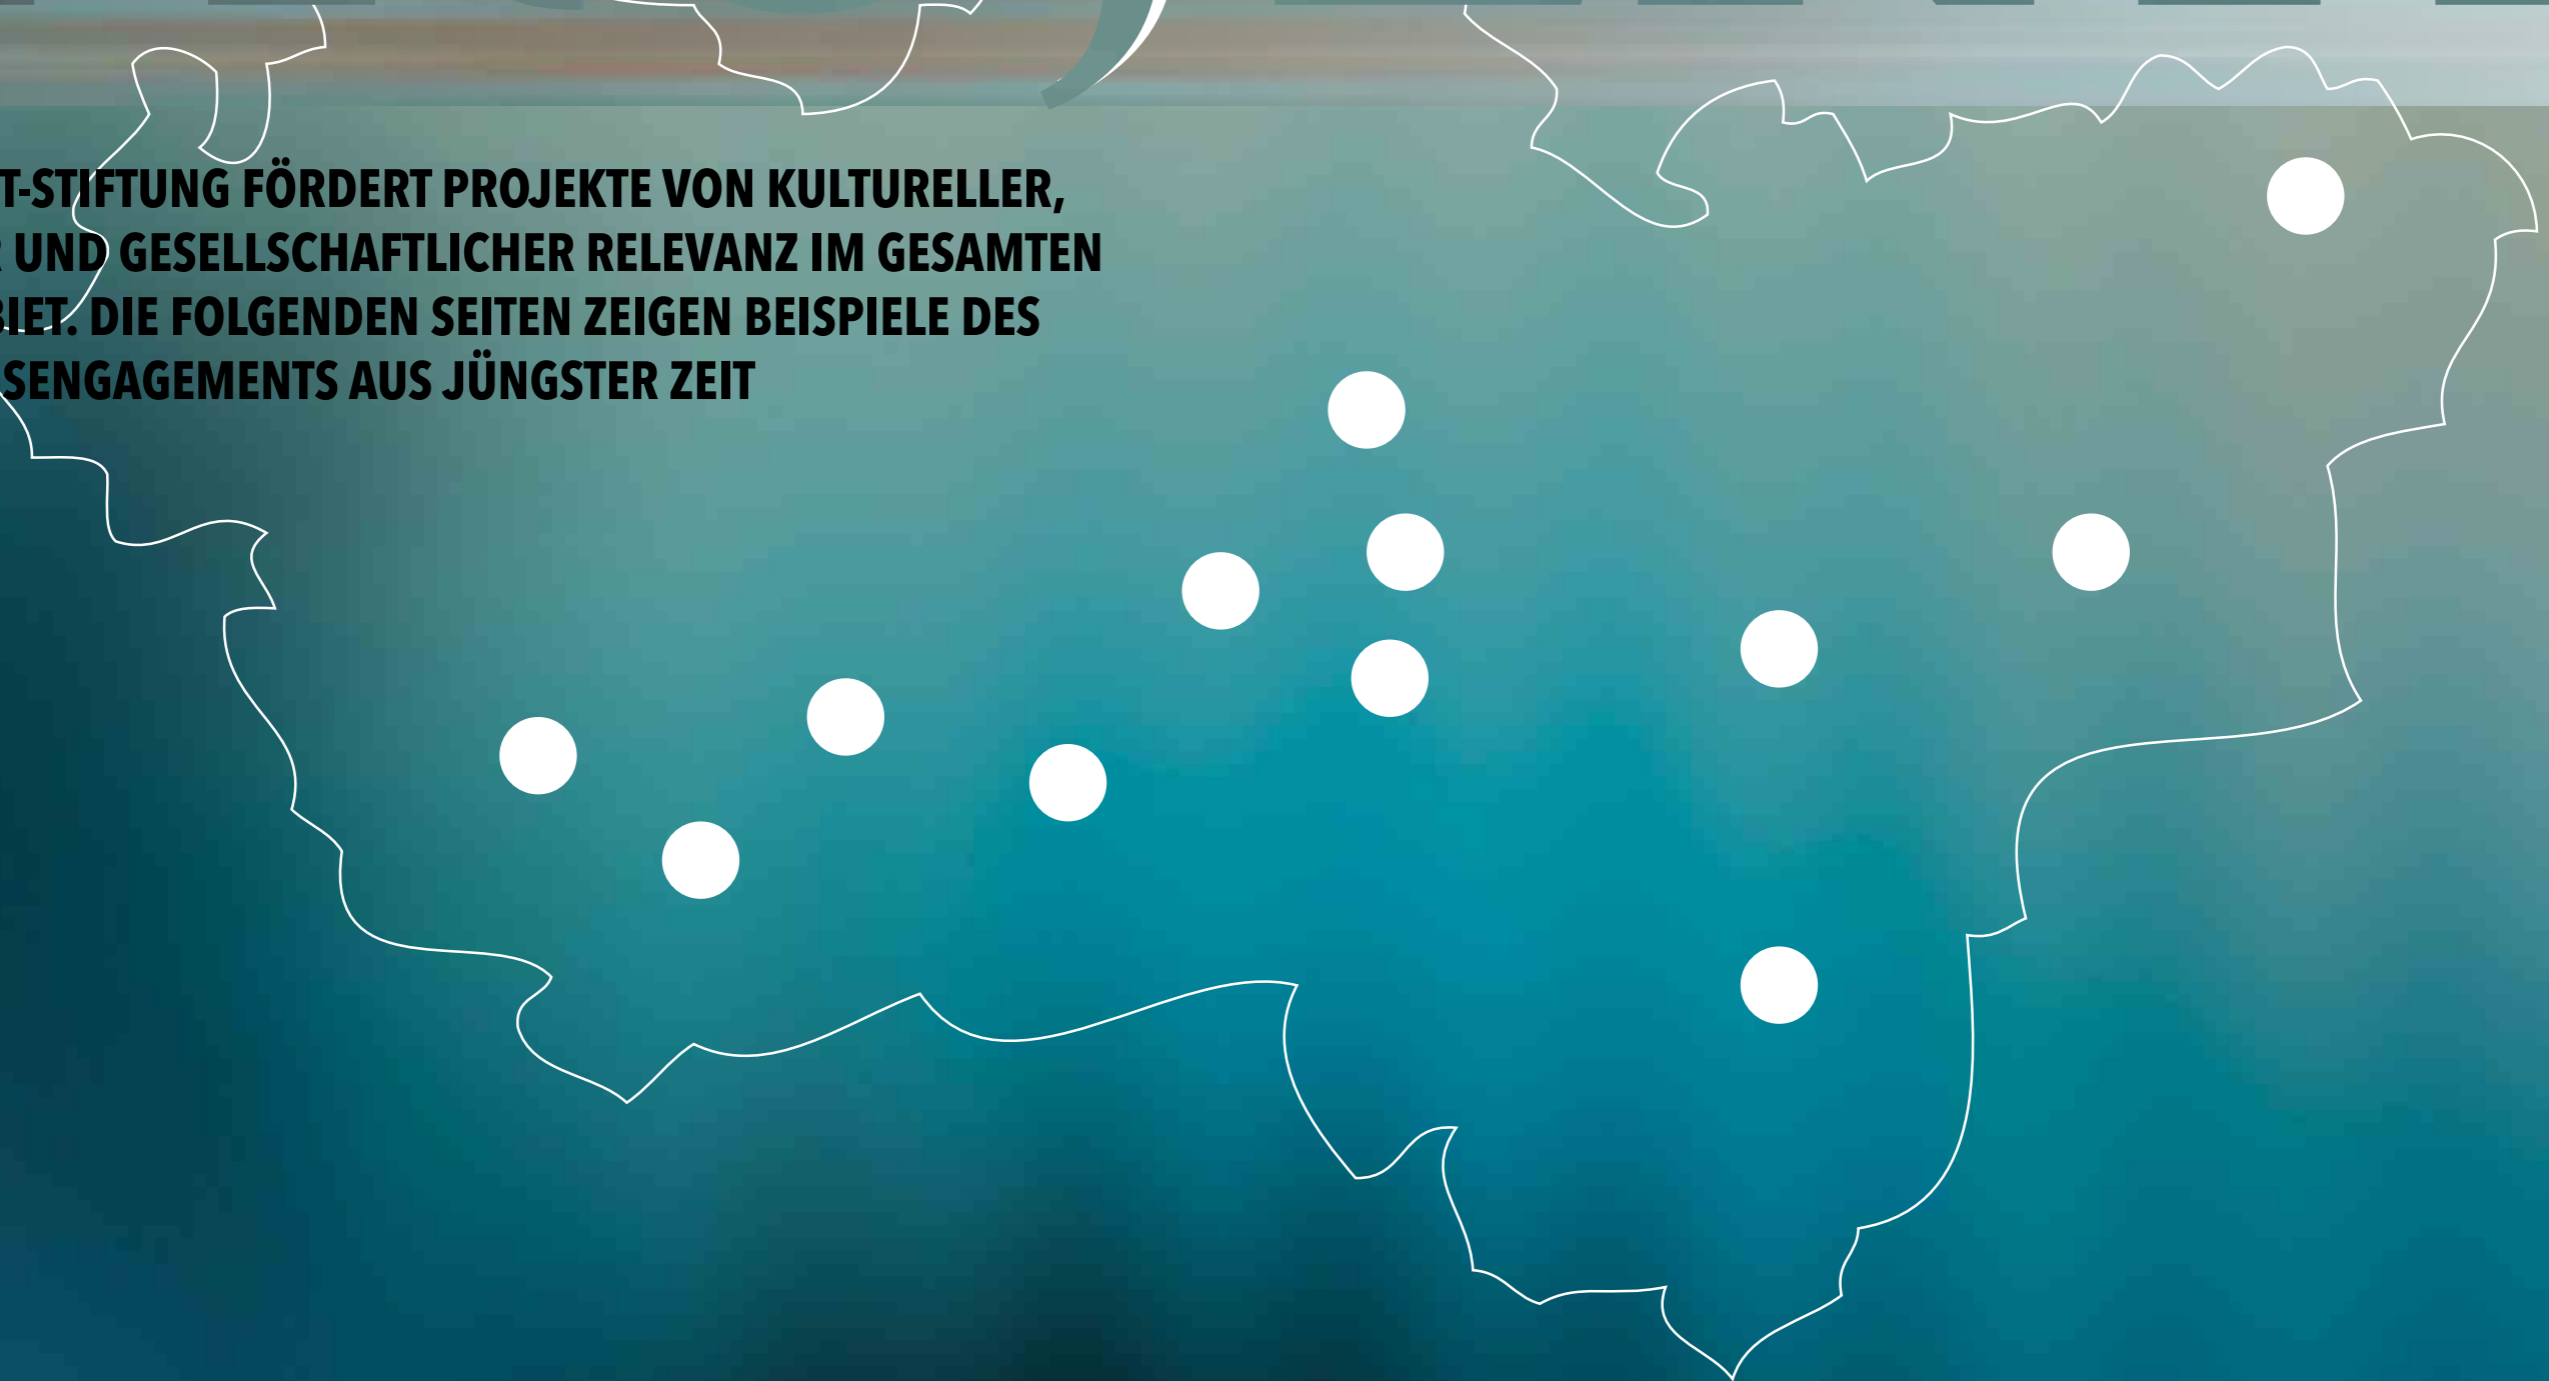 T-STIFTUNG FÖRDERT PROJEKTE VON KULTURELLER,
UND GESELLSCHAFTLICHER RELEVANZ IM GESAMTEN
BIET. DIE FOLGENDEN SEITEN ZEIGEN BEISPIELE DES
SENGAGEMENTS AUS JÜNGSTER ZEIT